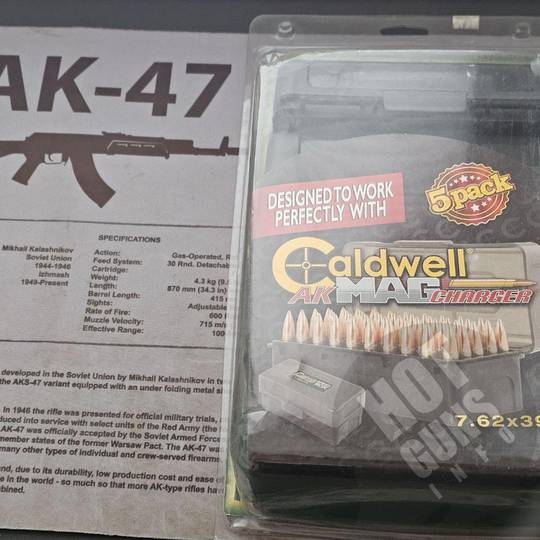 AK-47
SPECIFICATIONS
Mikhail Kalashnikov
Soviet Union
1944-1946
Izhmash
1949-Present
Action:
Feed System:
Cartridge:
Weight:
Length:
Barrel Length:
Sights:
Rate of Fire:
Muzzle Velocity:
Effective Range:
Gas-Operated, R
30 Rnd. Detachab
4.3 kg (9.
870 mm (34.3 in)
415
Adjustable
600
715 m/s
100
developed in the Soviet Union by Mikhail Kalashnikov in tw
the AKS-47 variant equipped with an under folding metal s
In 1946 the rifle was presented for official military trials,
duced into service with select units of the Red Army (the
AK-47 was officially accepted by the Soviet Armed Force
member states of the former Warsaw Pact. The
many other types of individual and crew-served firearms
nd, due to its durability, low production cost and ease
e in the world - so much so that more AK-type rifles hav
bined.
DESIGNED TO WORK
PERFECTLY WITH
5 pack
Caldwell
AK MAG CHARGER
7.62x39
HOT
GUNS
INFO